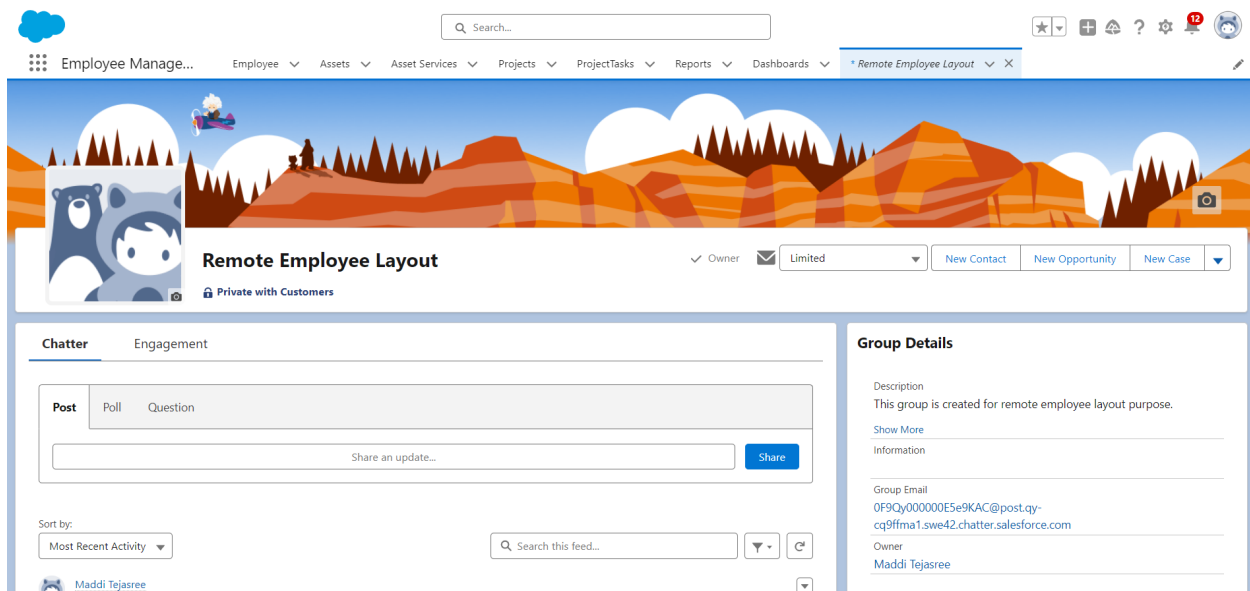 Search...
12
Employee Manage...
Employee
Assets
Asset Services
Projects
ProjectTasks
Reports
Dashboards
* Remote Employee Layout
Remote Employee Layout
Private with Customers
Owner
Limited
New Contact
New Opportunity
New Case
Chatter
Engagement
Post
Poll
Question
Share an update...
Share
Sort by:
Most Recent Activity
Search this feed...
Maddi Tejasree
Group Details
Description
This group is created for remote employee layout purpose.
Show More
Information
Group Email
0F9Qy000000E5e9KAC@post.qy-
cq9ffma1.swe42.chatter.salesforce.com
Owner
Maddi Tejasree